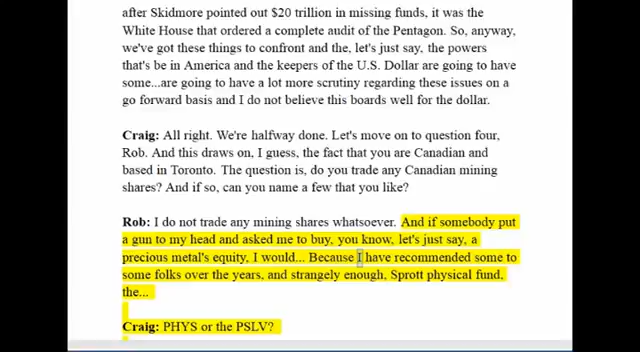 after Skidmore pointed out $20 trillion in missing funds, it was the
White House that ordered a complete audit of the Pentagon. So, anyway,
we've got these things to confront and the, let's just say, the powers
that's be in America and the keepers of the U.S. Dollar are going to have
some...are going to have a lot more scrutiny regarding these issues on a
go forward basis and I do not believe this boards well for the dollar.
Craig: All right. We're halfway done. Let's move on to question four,
Rob. And this draws on, I guess, the fact that you are Canadian and
based in Toronto. The question is, do you trade any Canadian mining
shares? And if so, can you name a few that you like?
Rob: I do not trade any mining shares whatsoever. And if somebody put
a gun to my head and asked me to buy, you know, let's just say, a
precious metal's equity, I would... Because I have recommended some to
some folks over the years, and strangely enough, Sprott physical fund,
the...
Craig: PHYS or the PSLV?